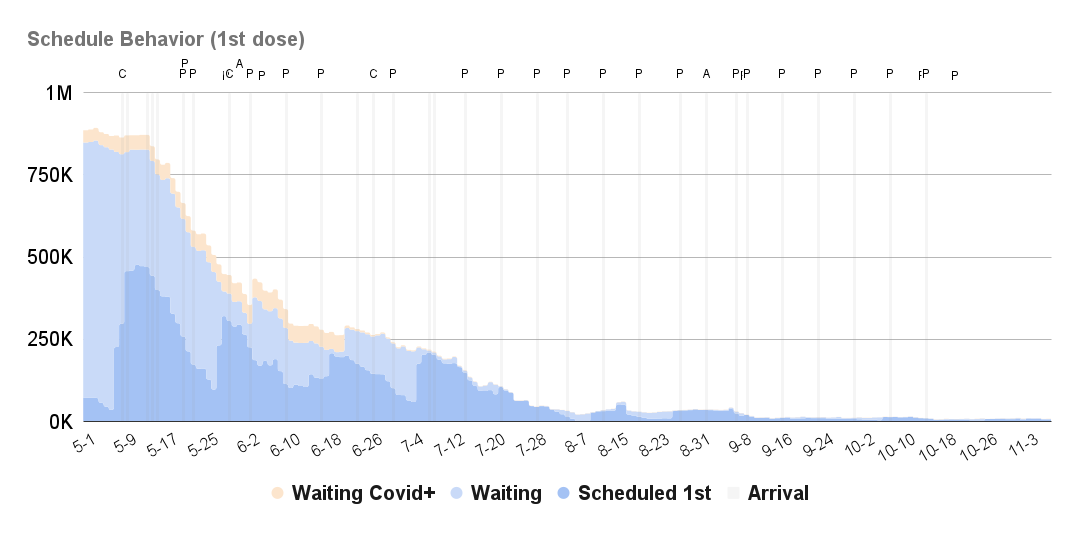 Schedule Behavior (1st dose)
P
A
C P P C P P P C P P P P P P P P A P P P P P P P P
1M
750K
500K
250K
0K
5-1 5-9 5-17 5-25 6-2 6-10 6-18 6-26 7-4 7-12 7-20 7-28 8-7 8-15 8-23 8-31 9-8 9-16 9-24 10-2 10-10 10-18 10-26 11-3
Waiting Covid+ Waiting Scheduled 1st Arrival